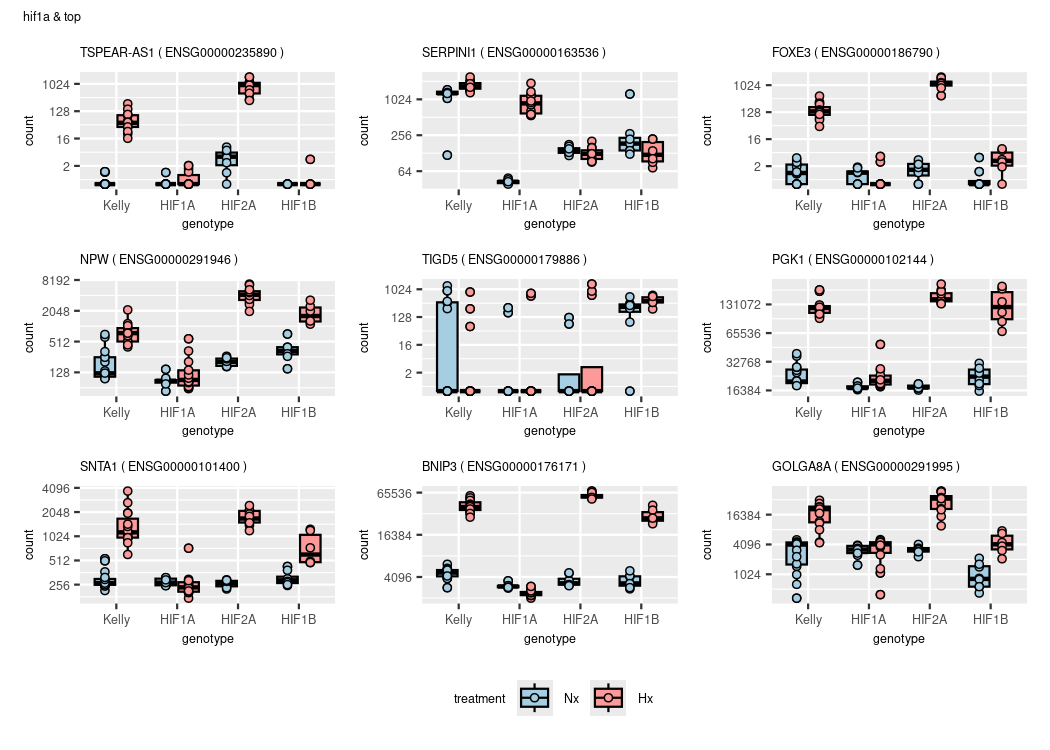 hif1a & top
TSPEAR-AS1 ( ENSG00000235890 )
1024
128
16
2
count
Kelly HIF1A HIF2A HIF1B
genotype
SERPINI1 ( ENSG00000163536 )
1024
256
64
count
Kelly HIF1A HIF2A HIF1B
genotype
FOXE3 ( ENSG00000186790 )
1024
128
16
2
count
Kelly HIF1A HIF2A HIF1B
genotype
NPW ( ENSG00000291946 )
8192
2048
512
128
count
Kelly HIF1A HIF2A HIF1B
genotype
TIGD5 ( ENSG00000179886 )
1024
128
16
2
count
Kelly HIF1A HIF2A HIF1B
genotype
PGK1 ( ENSG00000102144 )
131072
65536
32768
16384
count
Kelly HIF1A HIF2A HIF1B
genotype
SNTA1 ( ENSG00000101400 )
4096
2048
1024
512
256
count
Kelly HIF1A HIF2A HIF1B
genotype
BNIP3 ( ENSG00000176171 )
65536
16384
4096
count
Kelly HIF1A HIF2A HIF1B
genotype
GOLGA8A ( ENSG00000291995 )
16384
4096
1024
count
Kelly HIF1A HIF2A HIF1B
genotype
treatment Nx Hx